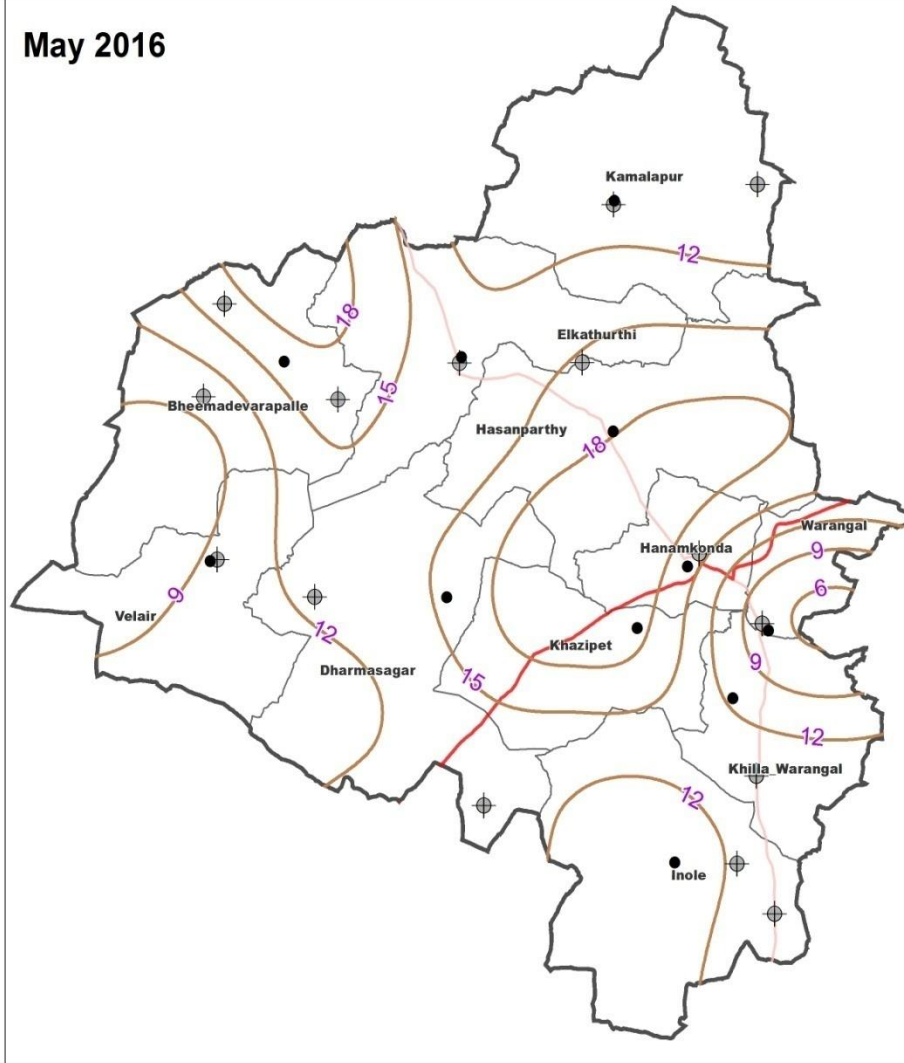 May 2016
Kamalapur
12
18
Elkathurthi
15
Bheemadevarapalle
Hasanparthy
18
Warangal
Hanamkonda
9
6
9
Velair
12
Khazipet
Dharmasagar
15
9
12
Khilla_Warangal
12
Inole